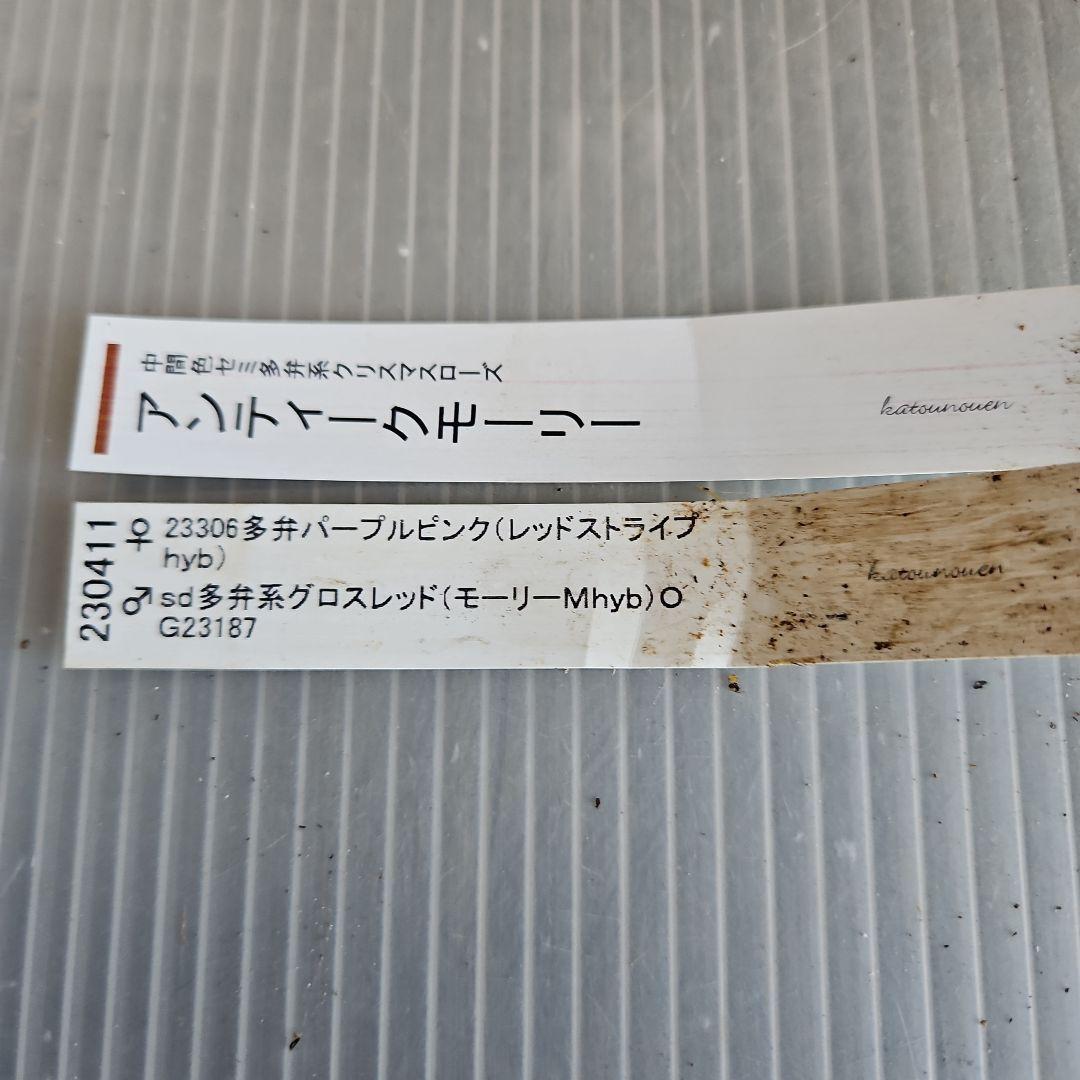 中間色セミ多弁系クリスマスローズ
アンティークモーリー
katounouen
230411
♀ 23306多弁パープルピンク(レッドストライプ
hyb)
♂ sd多弁系グロスレッド(モーリーMhyb)○
G23187
katounouen